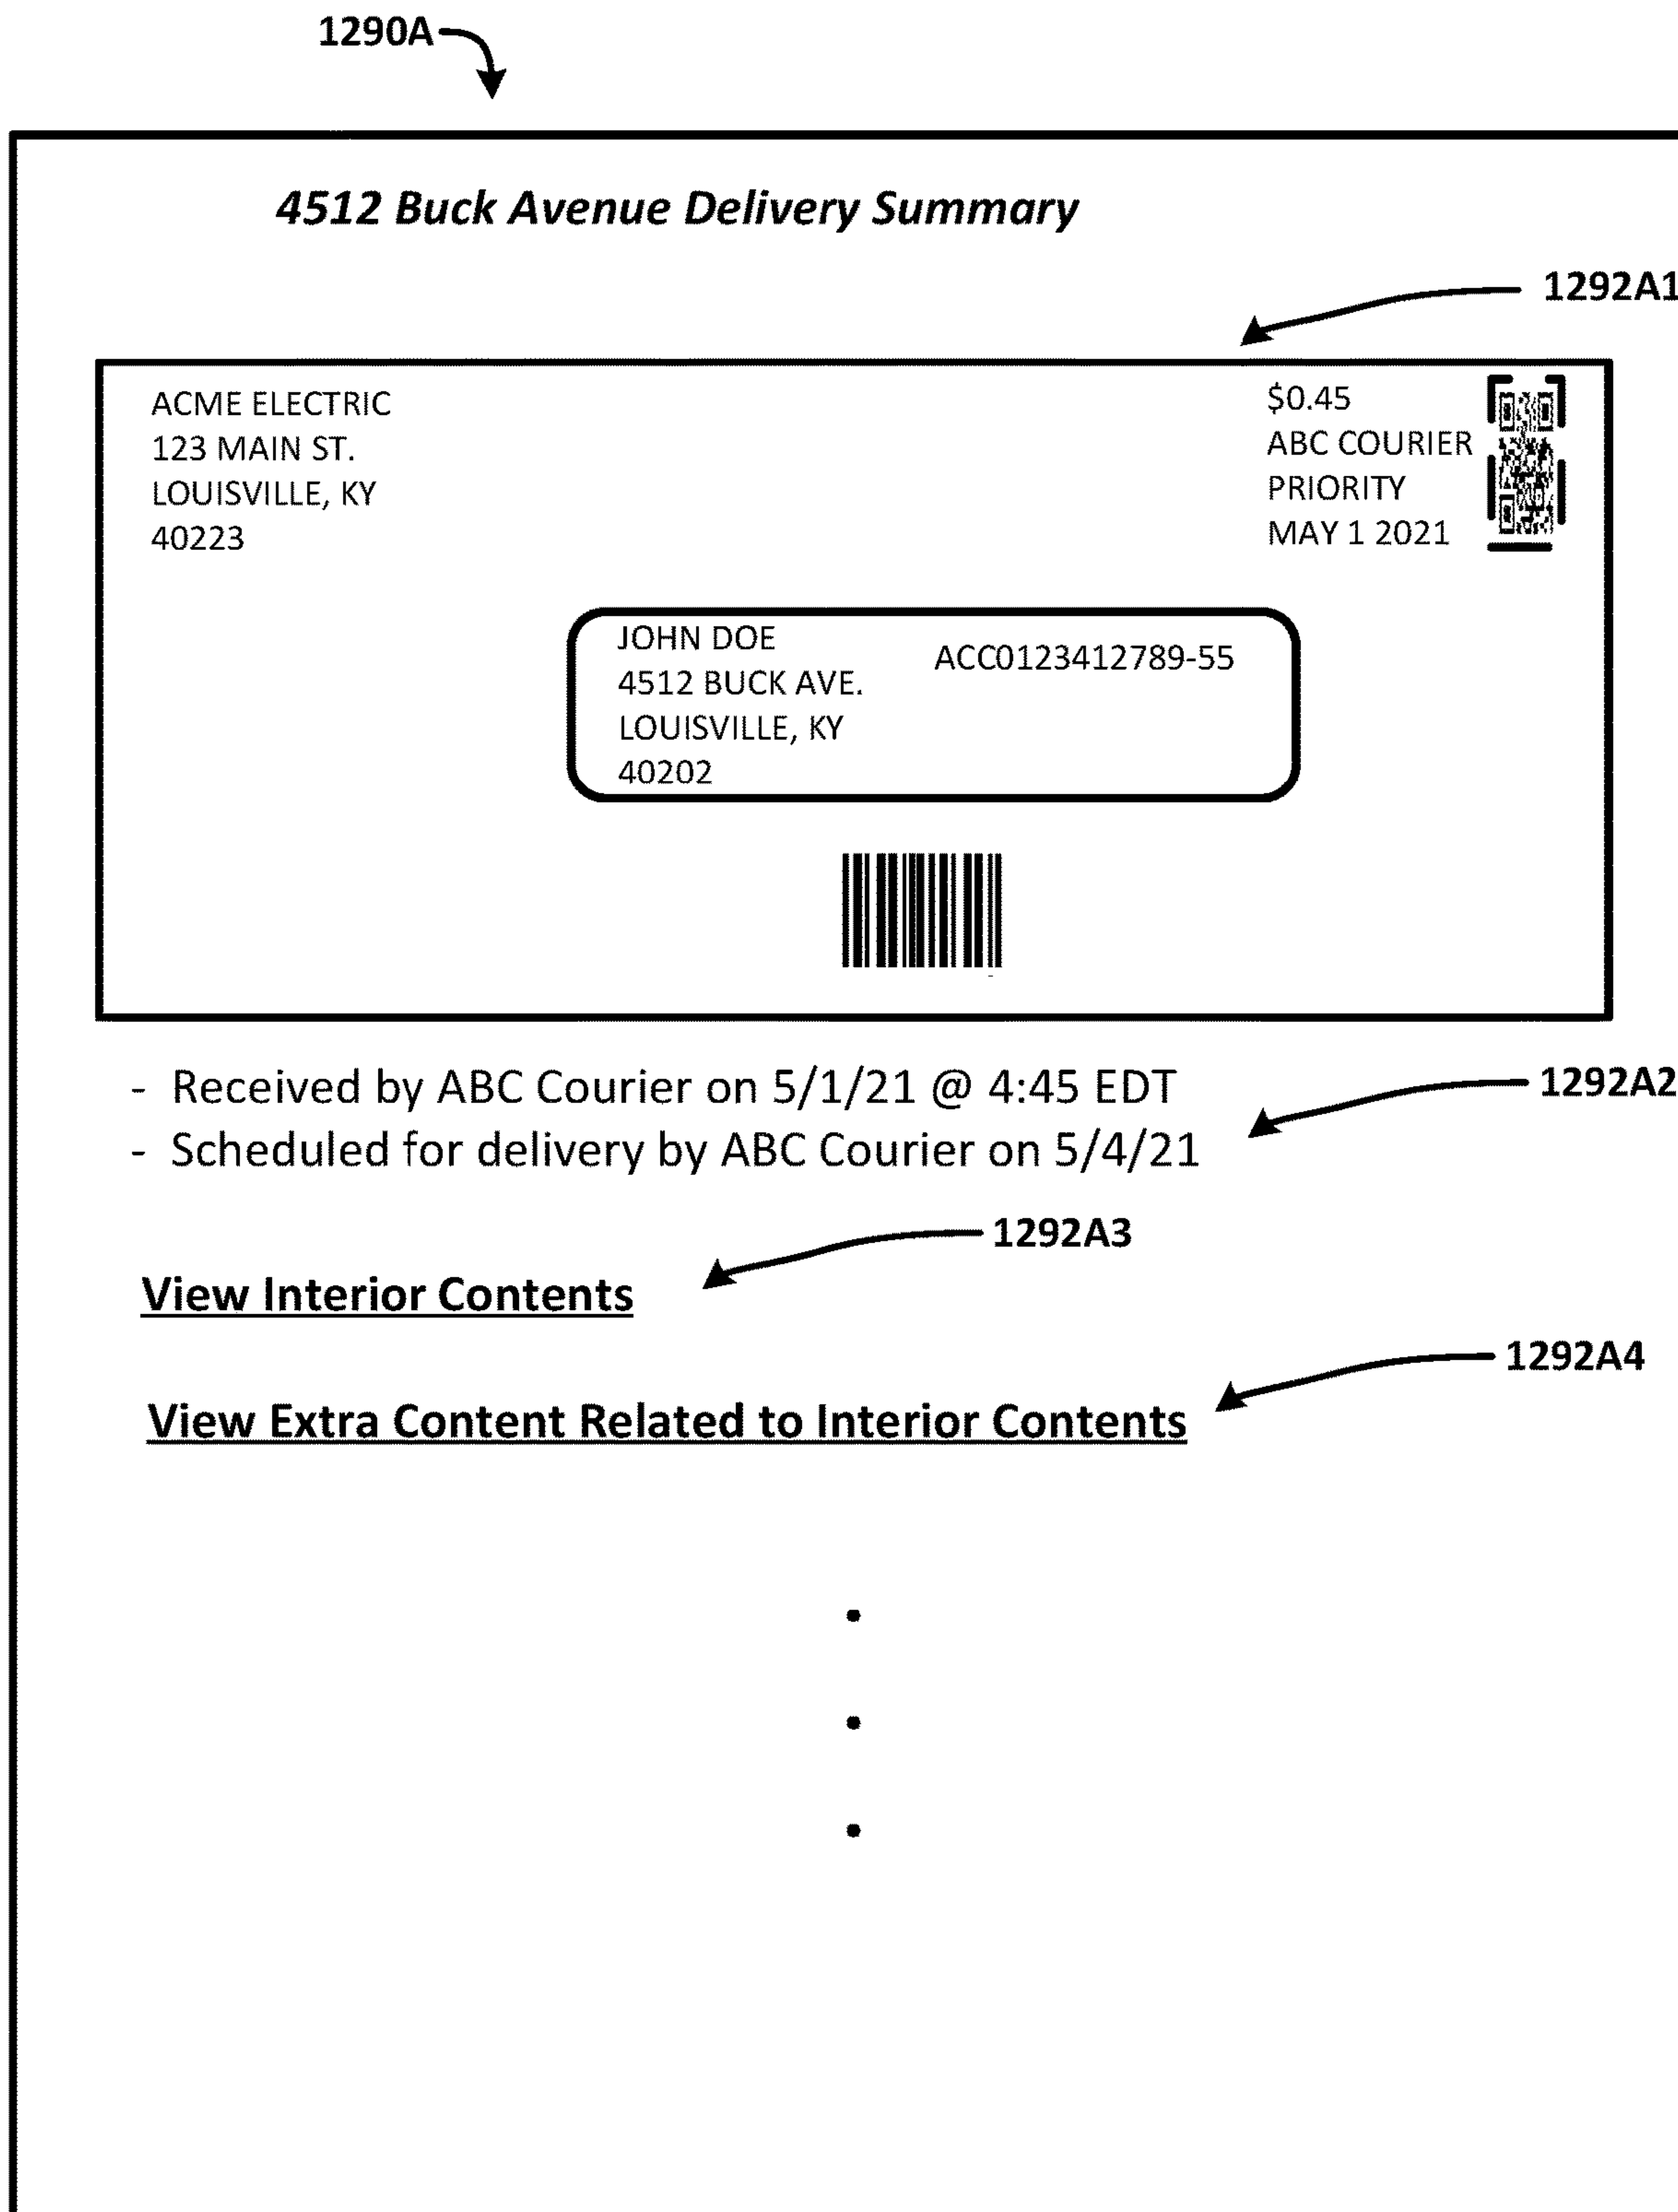 1290A
4512 Buck Avenue Delivery Summary
1292A1
ACME ELECTRIC
123 MAIN ST.
LOUISVILLE, KY
40223
$0.45
ABC COURIER
PRIORITY
MAY 1 2021
JOHN DOE
4512 BUCK AVE.
LOUISVILLE, KY
40202
ACC0123412789-55
- Received by ABC Courier on 5/1/21 @ 4:45 EDT
- Scheduled for delivery by ABC Courier on 5/4/21
1292A2
1292A3
View Interior Contents
1292A4
View Extra Content Related to Interior Contents